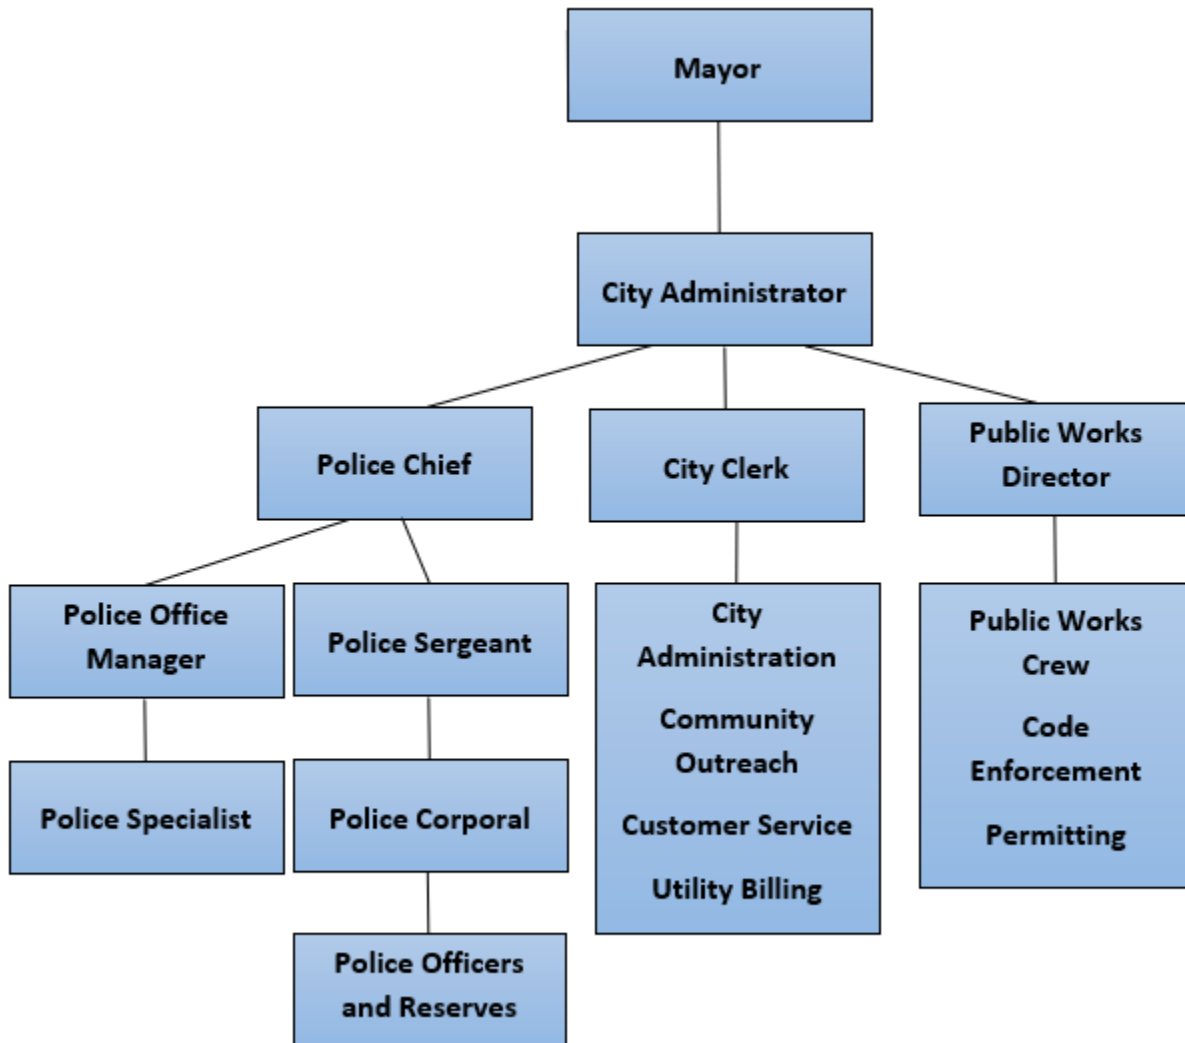 Mayor
City Administrator
Police Chief
City Clerk
Public Works
Director
Police Office
Manager
Police Sergeant
City
Administration
Community
Outreach
Customer Service
Utility Billing
Public Works
Crew
Code
Enforcement
Permitting
Police Specialist
Police Corporal
Police Officers
and Reserves